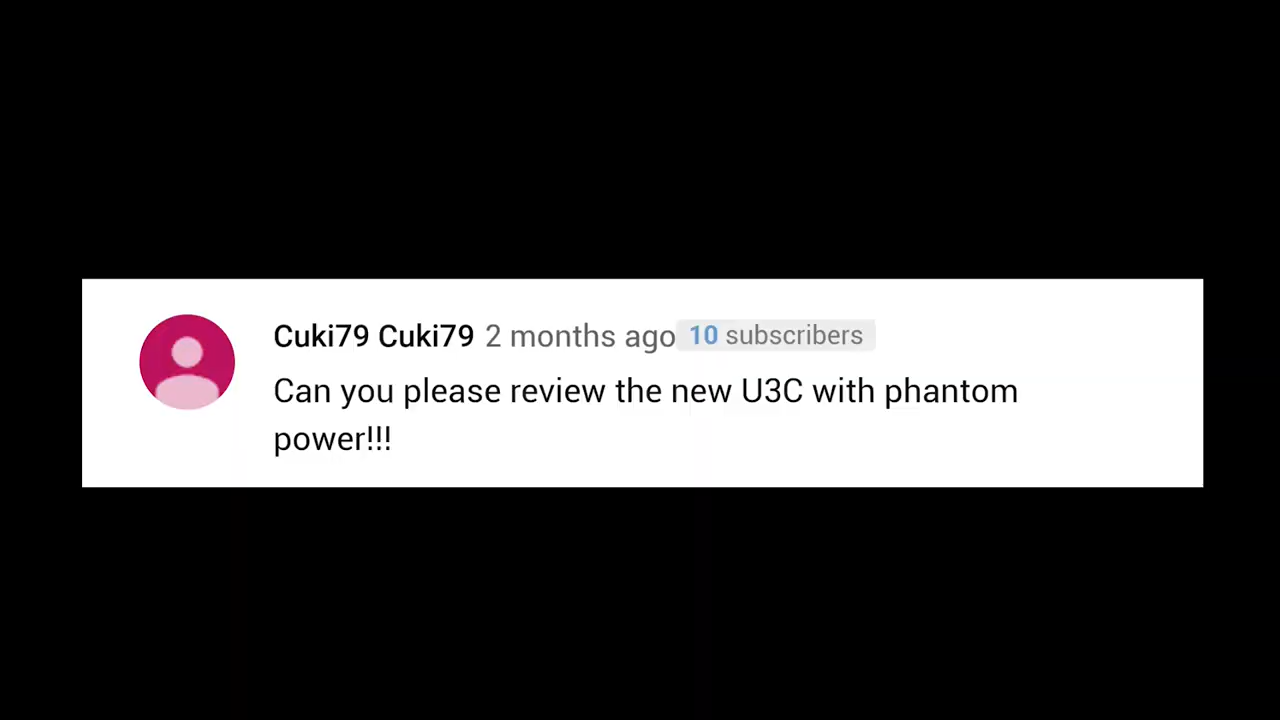 Cuki79 Cuki79 2 months ago 10 subscribers
Can you please review the new U3C with phantom
power!!!